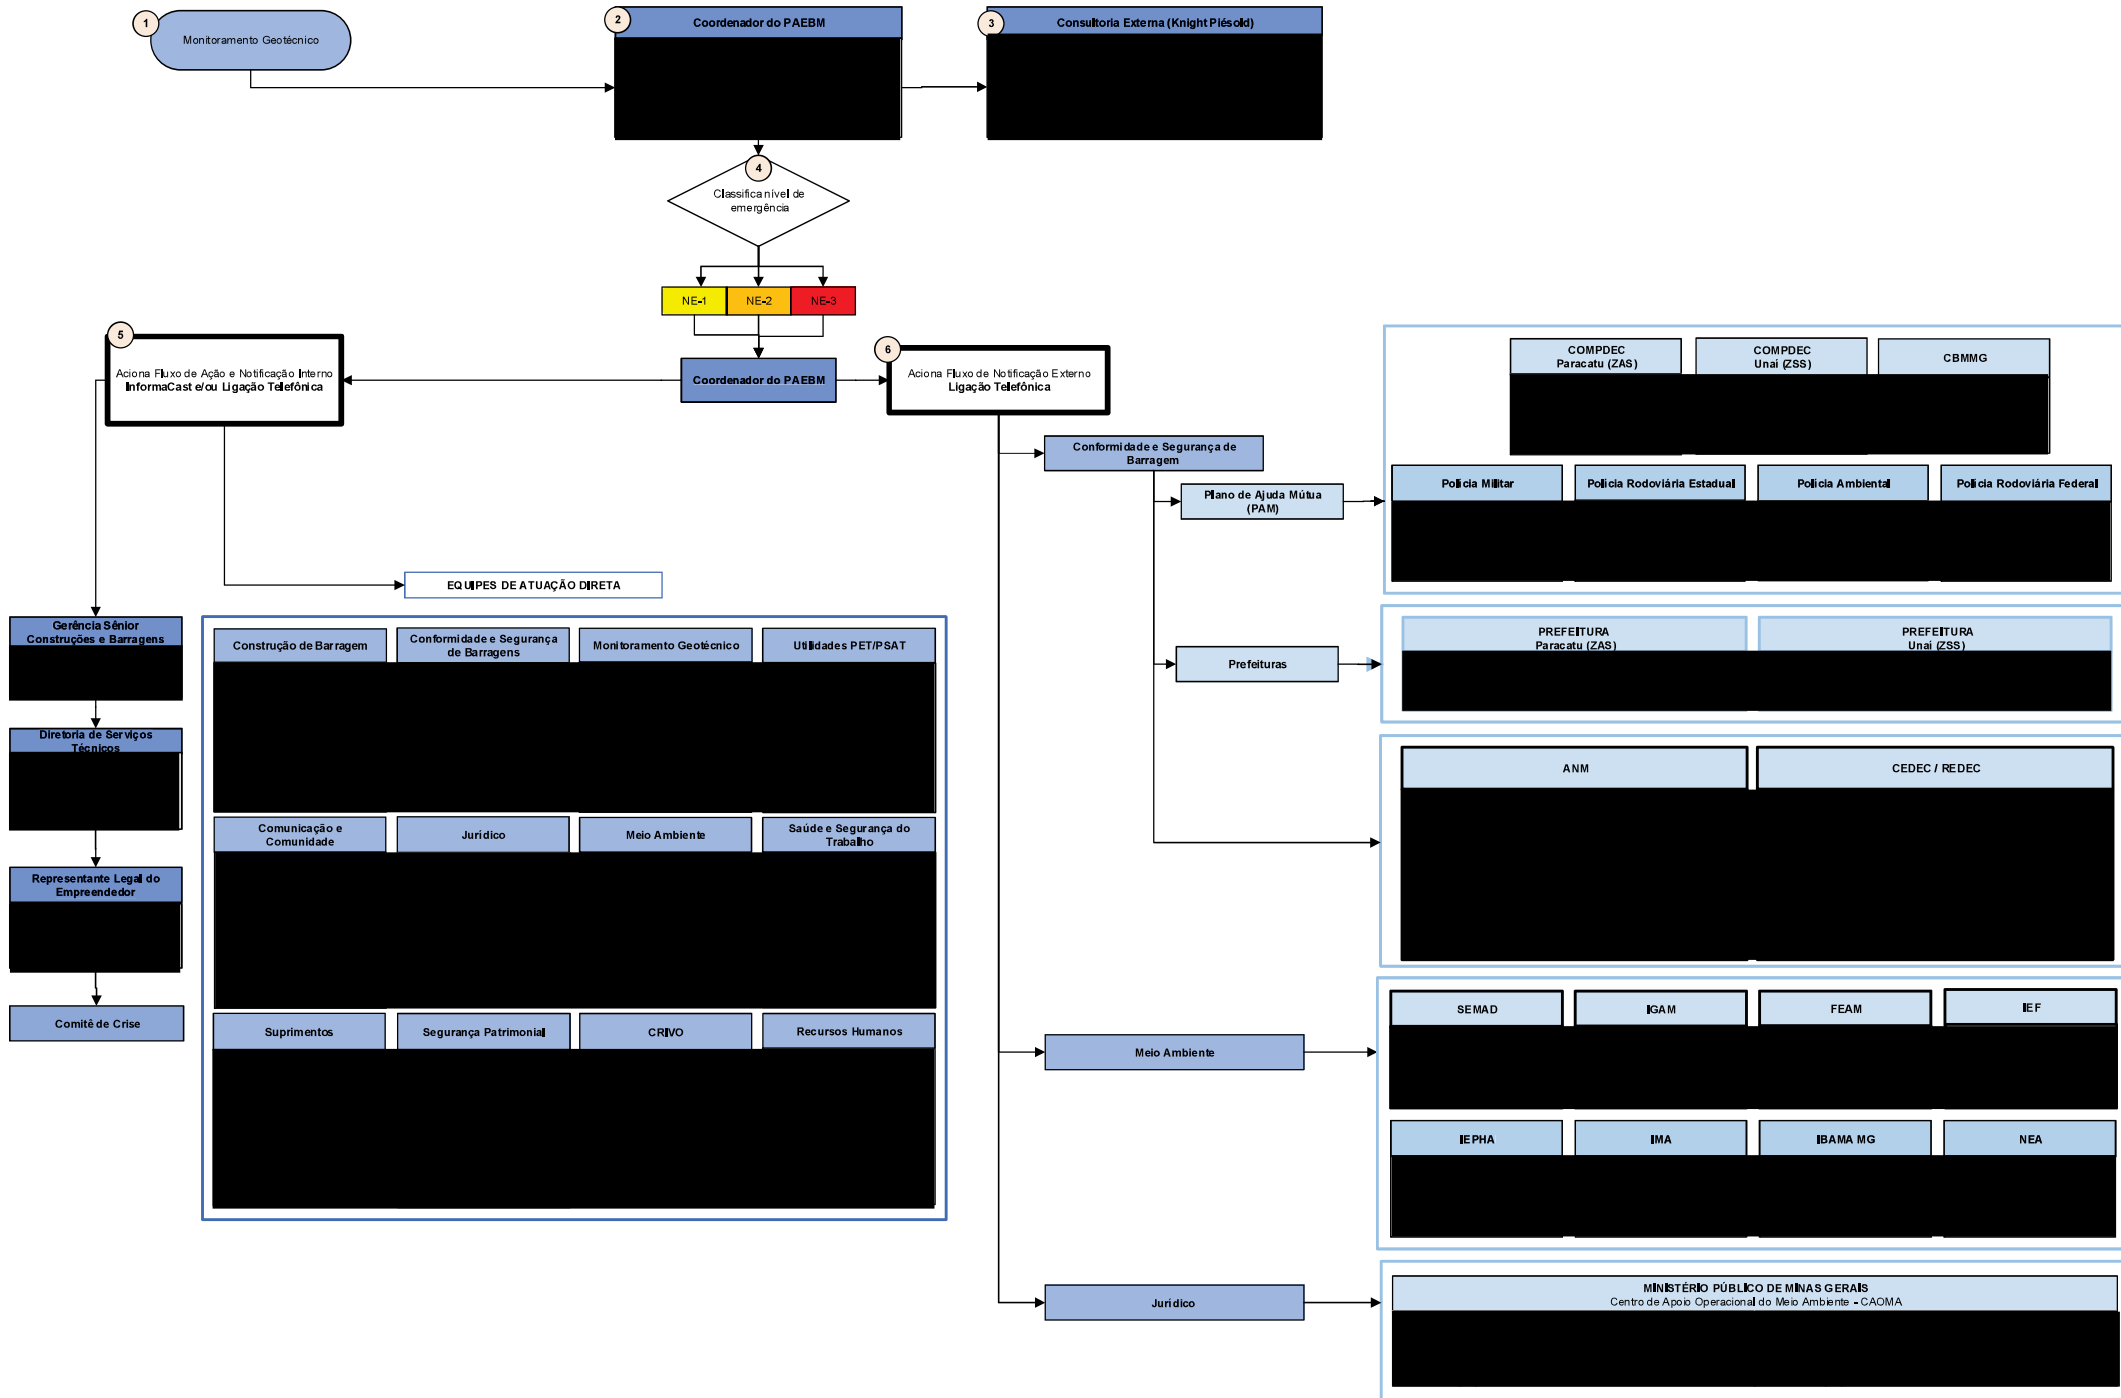 1
Monitoramento Geotécnico
2
Coordenador do PAEBM
3
Consultoria Externa (Knight Piésold)
4
Classifica nível de
emergência
NE-1
NE-2
NE-3
Coordenador do PAEBM
5
Aciona Fluxo de Ação e Notificação Interno
InformaCast e/ou Ligação Telefônica
6
Aciona Fluxo de Notificação Externo
Ligação Telefônica
EQUIPES DE ATUAÇÃO DIRETA
Gerência Sênior
Construções e Barragens
Diretoria de Serviços
Técnicos
Representante Legal do
Empreendedor
Comitê de Crise
Construção de Barragem
Conformidade e Segurança
de Barragens
Monitoramento Geotécnico
Utilidades PET/PSAT
Comunicação e
Comunidade
Jurídico
Meio Ambiente
Saúde e Segurança do
Trabalho
Suprimentos
Segurança Patrimonial
CRIVO
Recursos Humanos
Conformidade e Segurança de
Barragem
Plano de Ajuda Mútua
(PAM)
Prefeituras
Meio Ambiente
Jurídico
COMPDEC
Paracatu (ZAS)
COMPDEC
Unaí (ZSS)
CBMMG
Polícia Militar
Polícia Rodoviária Estadual
Polícia Ambiental
Polícia Rodoviária Federal
PREFEITURA
Paracatu (ZAS)
PREFEITURA
Unaí (ZSS)
ANM
CEDEC / REDEC
SEMAD
IGAM
FEAM
IEF
IEPHA
IMA
IBAMA MG
NEA
MINISTÉRIO PÚBLICO DE MINAS GERAIS
Centro de Apoio Operacional do Meio Ambiente - CAOMA